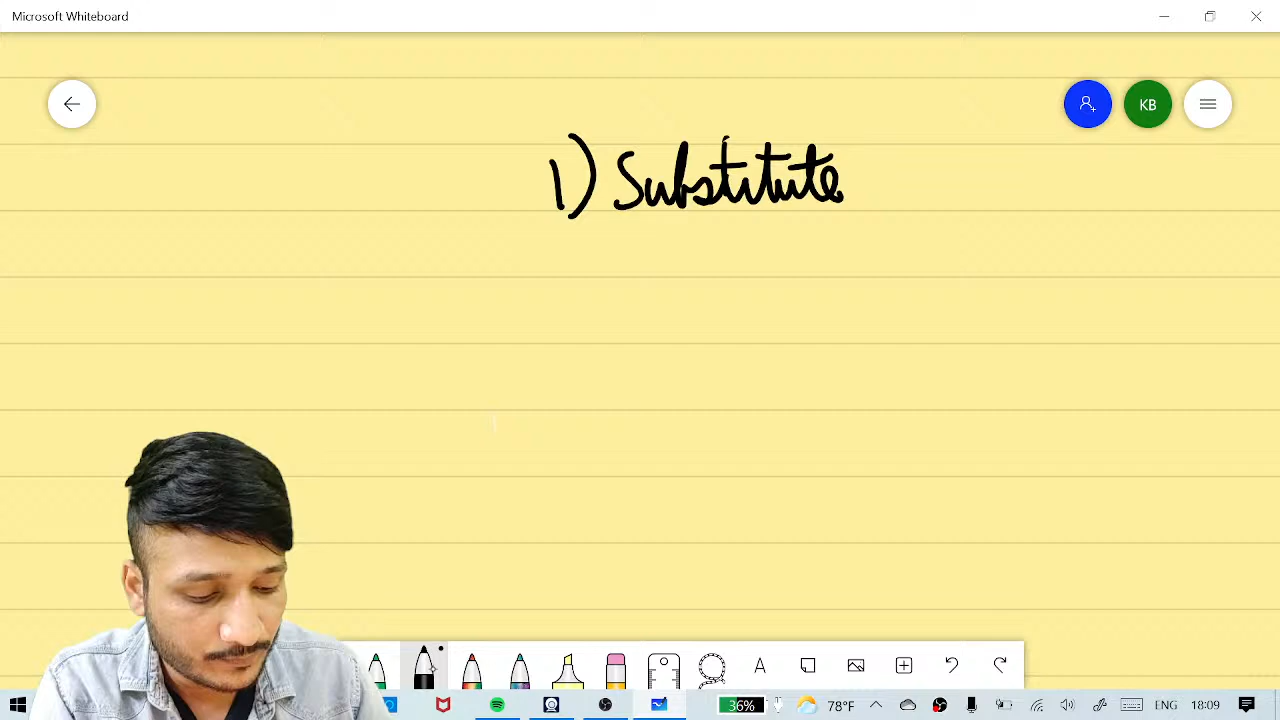 Microsoft Whiteboard
KB
1) Substitute
A
36%
78°F
ENG
18:09